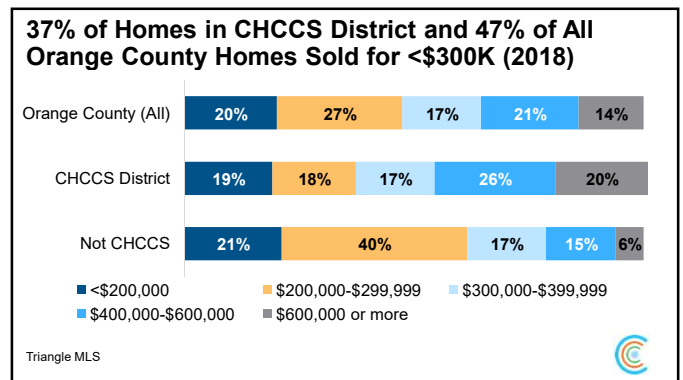 37% of Homes in CHCCS District and 47% of All
Orange County Homes Sold for <$300K (2018)
Orange County (All) 20% 27% 17% 21% 14%
CHCCS District 19% 18% 17% 26% 20%
Not CHCCS 21% 40% 17% 15% 6%
<$200,000 $200,000-$299,999 $300,000-$399,999
$400,000-$600,000 $600,000 or more
Triangle MLS